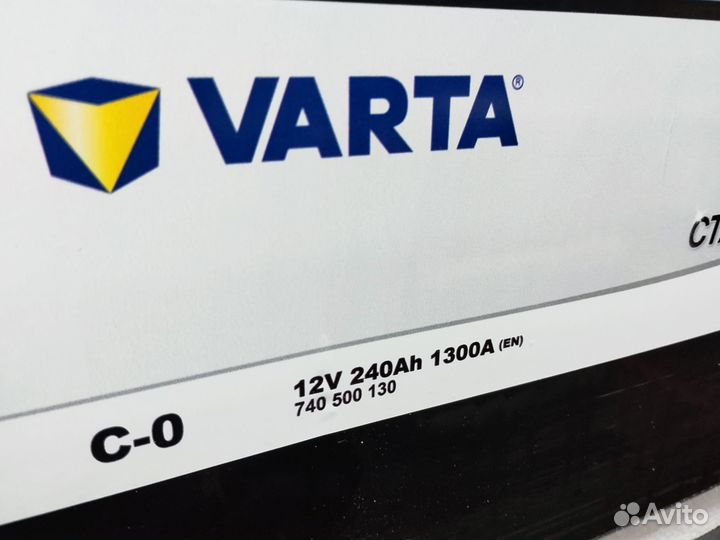 VARTA®
12V 240Ah 1300A (EN)
740 500 130
C-0
Avito